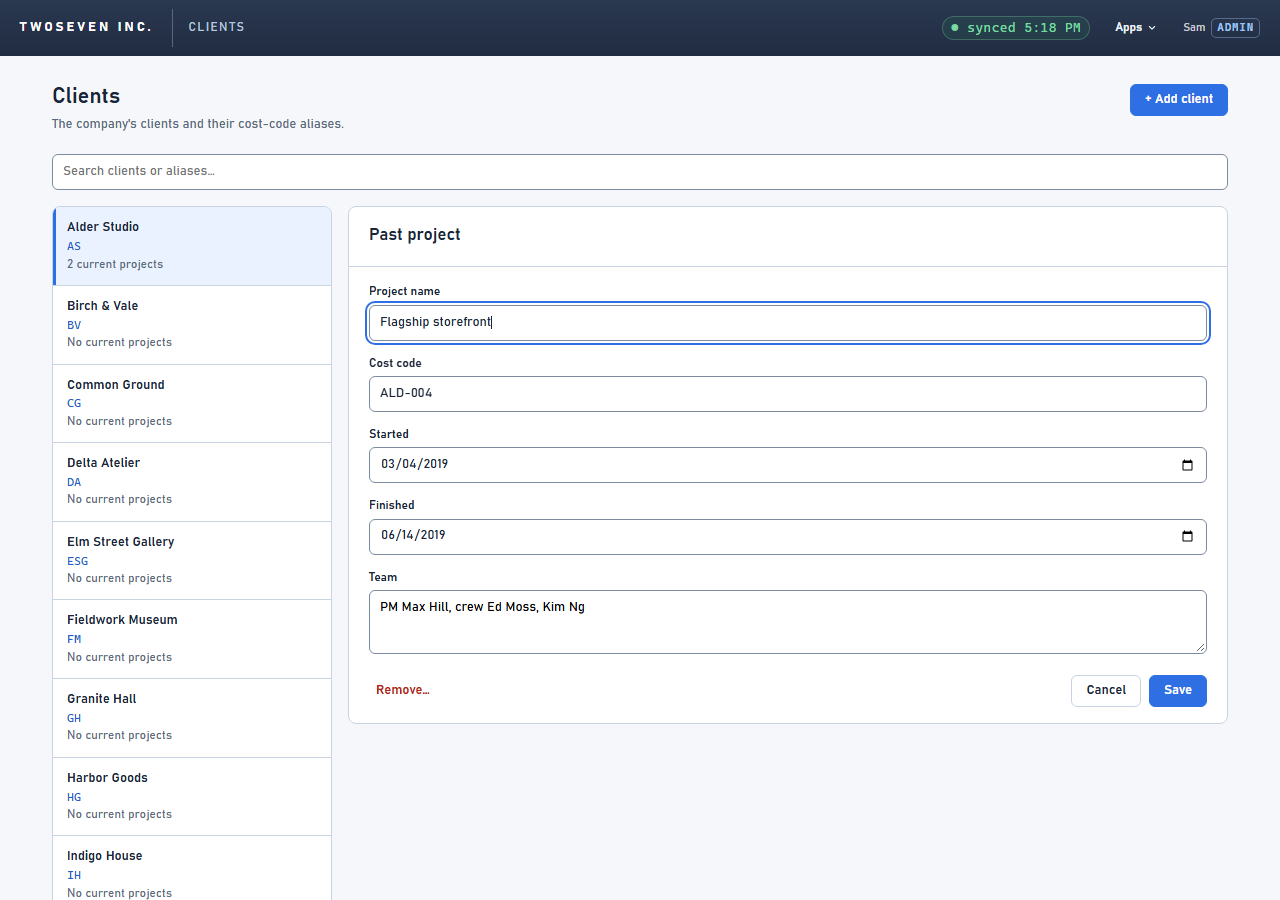 TWOSEVEN INC.
CLIENTS
synced 5:18 PM
Apps
Sam
ADMIN
Clients
+ Add client
The company's clients and their cost-code aliases.
Search clients or aliases…
Alder Studio
AS
2 current projects
Birch & Vale
BV
No current projects
Common Ground
CG
No current projects
Delta Atelier
DA
No current projects
Elm Street Gallery
ESG
No current projects
Fieldwork Museum
FM
No current projects
Granite Hall
GH
No current projects
Harbor Goods
HG
No current projects
Indigo House
IH
No current projects
Past project
Project name
Flagship storefront
Cost code
ALD-004
Started
03/04/2019
Finished
06/14/2019
Team
PM Max Hill, crew Ed Moss, Kim Ng
Remove…
Cancel
Save